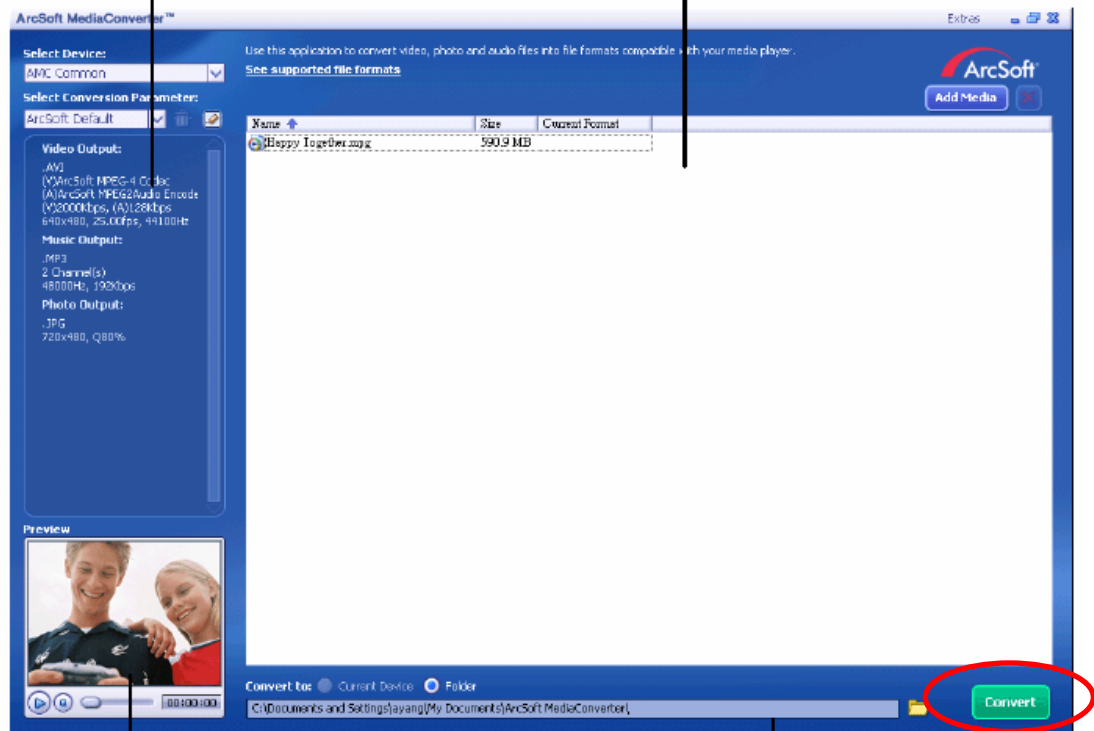 ArcSoft MediaConverter™
Extras
Select Device:
AMC Common
Select Conversion Parameter:
ArcSoft Default
Use this application to convert video, photo and audio files into file formats compatible with your media player.
See supported file formats
ArcSoft
Add Media
Name Size Current Format
Happy Together.mpg 590.9 MB
Video Output:
.AVI
(V)ArcSoft MPEG-4 Codec
(A)ArcSoft MPEG2Audio Encode
(V)2000Kbps, (A)128Kbps
640x480, 25.00fps, 44100Hz
Music Output:
.MP3
2 Channel(s)
48000Hz, 192Kbps
Photo Output:
.JPG
720x480, Q80%
Preview
00:00:00
Convert to: Current Device Folder
C:\Documents and Settings\ayang\My Documents\ArcSoft MediaConverter\
Convert